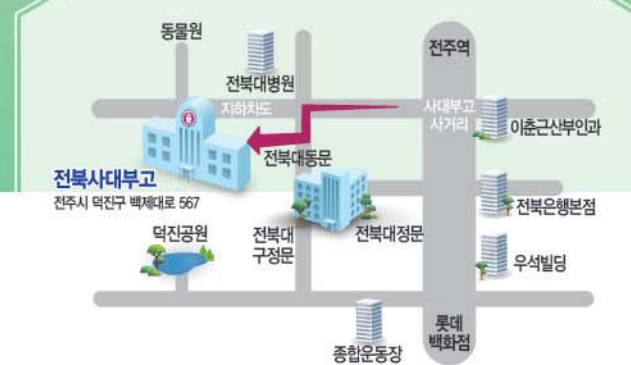 동물원
전북대병원
전주역
지하차도
사대부고
사거리
이춘근산부인과
전북대동문
전북사대부고
전주시 덕진구 백제대로 567
전북은행본점
덕진공원
전북대
구정문
전북대정문
우석빌딩
종합운동장
롯데
백화점